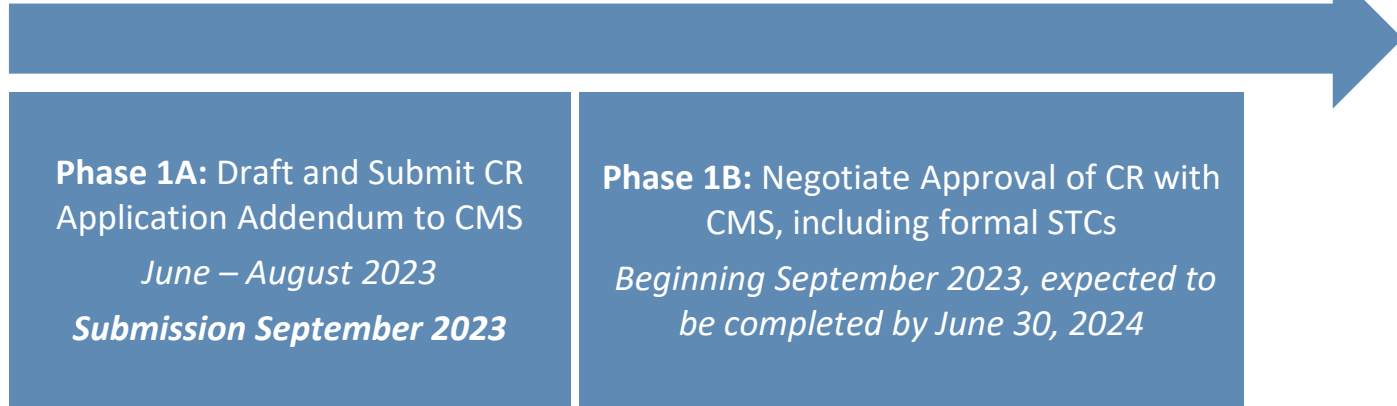 Phase 1A: Draft and Submit CR
Application Addendum to CMS
June – August 2023
Submission September 2023
Phase 1B: Negotiate Approval of CR with
CMS, including formal STCs
Beginning September 2023, expected to
be completed by June 30, 2024